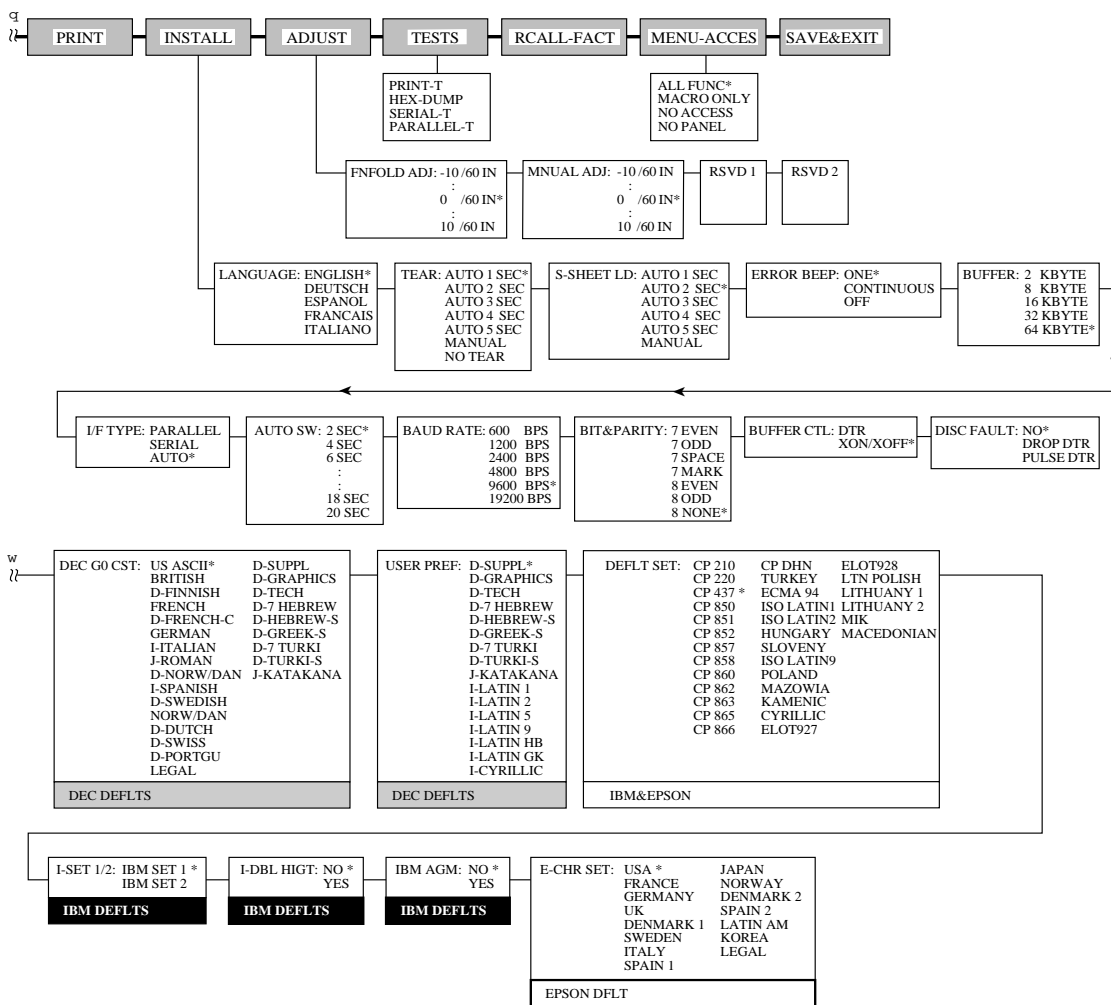 q
PRINT INSTALL ADJUST TESTS RCALL-FACT MENU-ACCES SAVE&EXIT
PRINT-T
HEX-DUMP
SERIAL-T
PARALLEL-T
ALL FUNC*
MACRO ONLY
NO ACCESS
NO PANEL
FNFOLD ADJ: -10 /60 IN
:
0 /60 IN*
:
10 /60 IN
MNUAL ADJ: -10 /60 IN
:
0 /60 IN*
:
10 /60 IN
RSVD 1
RSVD 2
LANGUAGE: ENGLISH*
DEUTSCH
ESPANOL
FRANCAIS
ITALIANO
TEAR: AUTO 1 SEC*
AUTO 2 SEC
AUTO 3 SEC
AUTO 4 SEC
AUTO 5 SEC
MANUAL
NO TEAR
S-SHEET LD: AUTO 1 SEC
AUTO 2 SEC*
AUTO 3 SEC
AUTO 4 SEC
AUTO 5 SEC
MANUAL
ERROR BEEP: ONE*
CONTINUOUS
OFF
BUFFER: 2 KBYTE
8 KBYTE
16 KBYTE
32 KBYTE
64 KBYTE*
I/F TYPE: PARALLEL
SERIAL
AUTO*
AUTO SW: 2 SEC*
4 SEC
6 SEC
:
:
18 SEC
20 SEC
BAUD RATE: 600 BPS
1200 BPS
2400 BPS
4800 BPS
9600 BPS*
19200 BPS
BIT&PARITY: 7 EVEN
7 ODD
7 SPACE
7 MARK
8 EVEN
8 ODD
8 NONE*
BUFFER CTL: DTR
XON/XOFF*
DISC FAULT: NO*
DROP DTR
PULSE DTR
w
DEC G0 CST: US ASCII* D-SUPPL
BRITISH D-GRAPHICS
D-FINNISH D-TECH
FRENCH D-7 HEBREW
D-FRENCH-C D-HEBREW-S
GERMAN D-GREEK-S
I-ITALIAN D-7 TURKI
J-ROMAN D-TURKI-S
D-NORW/DAN J-KATAKANA
I-SPANISH
D-SWEDISH
NORW/DAN
D-DUTCH
D-SWISS
D-PORTGU
LEGAL
DEC DEFLTS
USER PREF: D-SUPPL*
D-GRAPHICS
D-TECH
D-7 HEBREW
D-HEBREW-S
D-GREEK-S
D-7 TURKI
D-TURKI-S
J-KATAKANA
I-LATIN 1
I-LATIN 2
I-LATIN 5
I-LATIN 9
I-LATIN HB
I-LATIN GK
I-CYRILLIC
DEC DEFLTS
DEFLT SET: CP 210 CP DHN ELOT928
CP 220 TURKEY LTN POLISH
CP 437 * ECMA 94 LITHUANY 1
CP 850 ISO LATIN1 LITHUANY 2
CP 851 ISO LATIN2 MIK
CP 852 HUNGARY MACEDONIAN
CP 857 SLOVENY
CP 858 ISO LATIN9
CP 860 POLAND
CP 862 MAZOWIA
CP 863 KAMENIC
CP 865 CYRILLIC
CP 866 ELOT927
IBM&EPSON
I-SET 1/2: IBM SET 1 *
IBM SET 2
IBM DEFLTS
I-DBL HIGT: NO *
YES
IBM DEFLTS
IBM AGM: NO *
YES
IBM DEFLTS
E-CHR SET: USA * JAPAN
FRANCE NORWAY
GERMANY DENMARK 2
UK SPAIN 2
DENMARK 1 LATIN AM
SWEDEN KOREA
ITALY LEGAL
SPAIN 1
EPSON DFLT